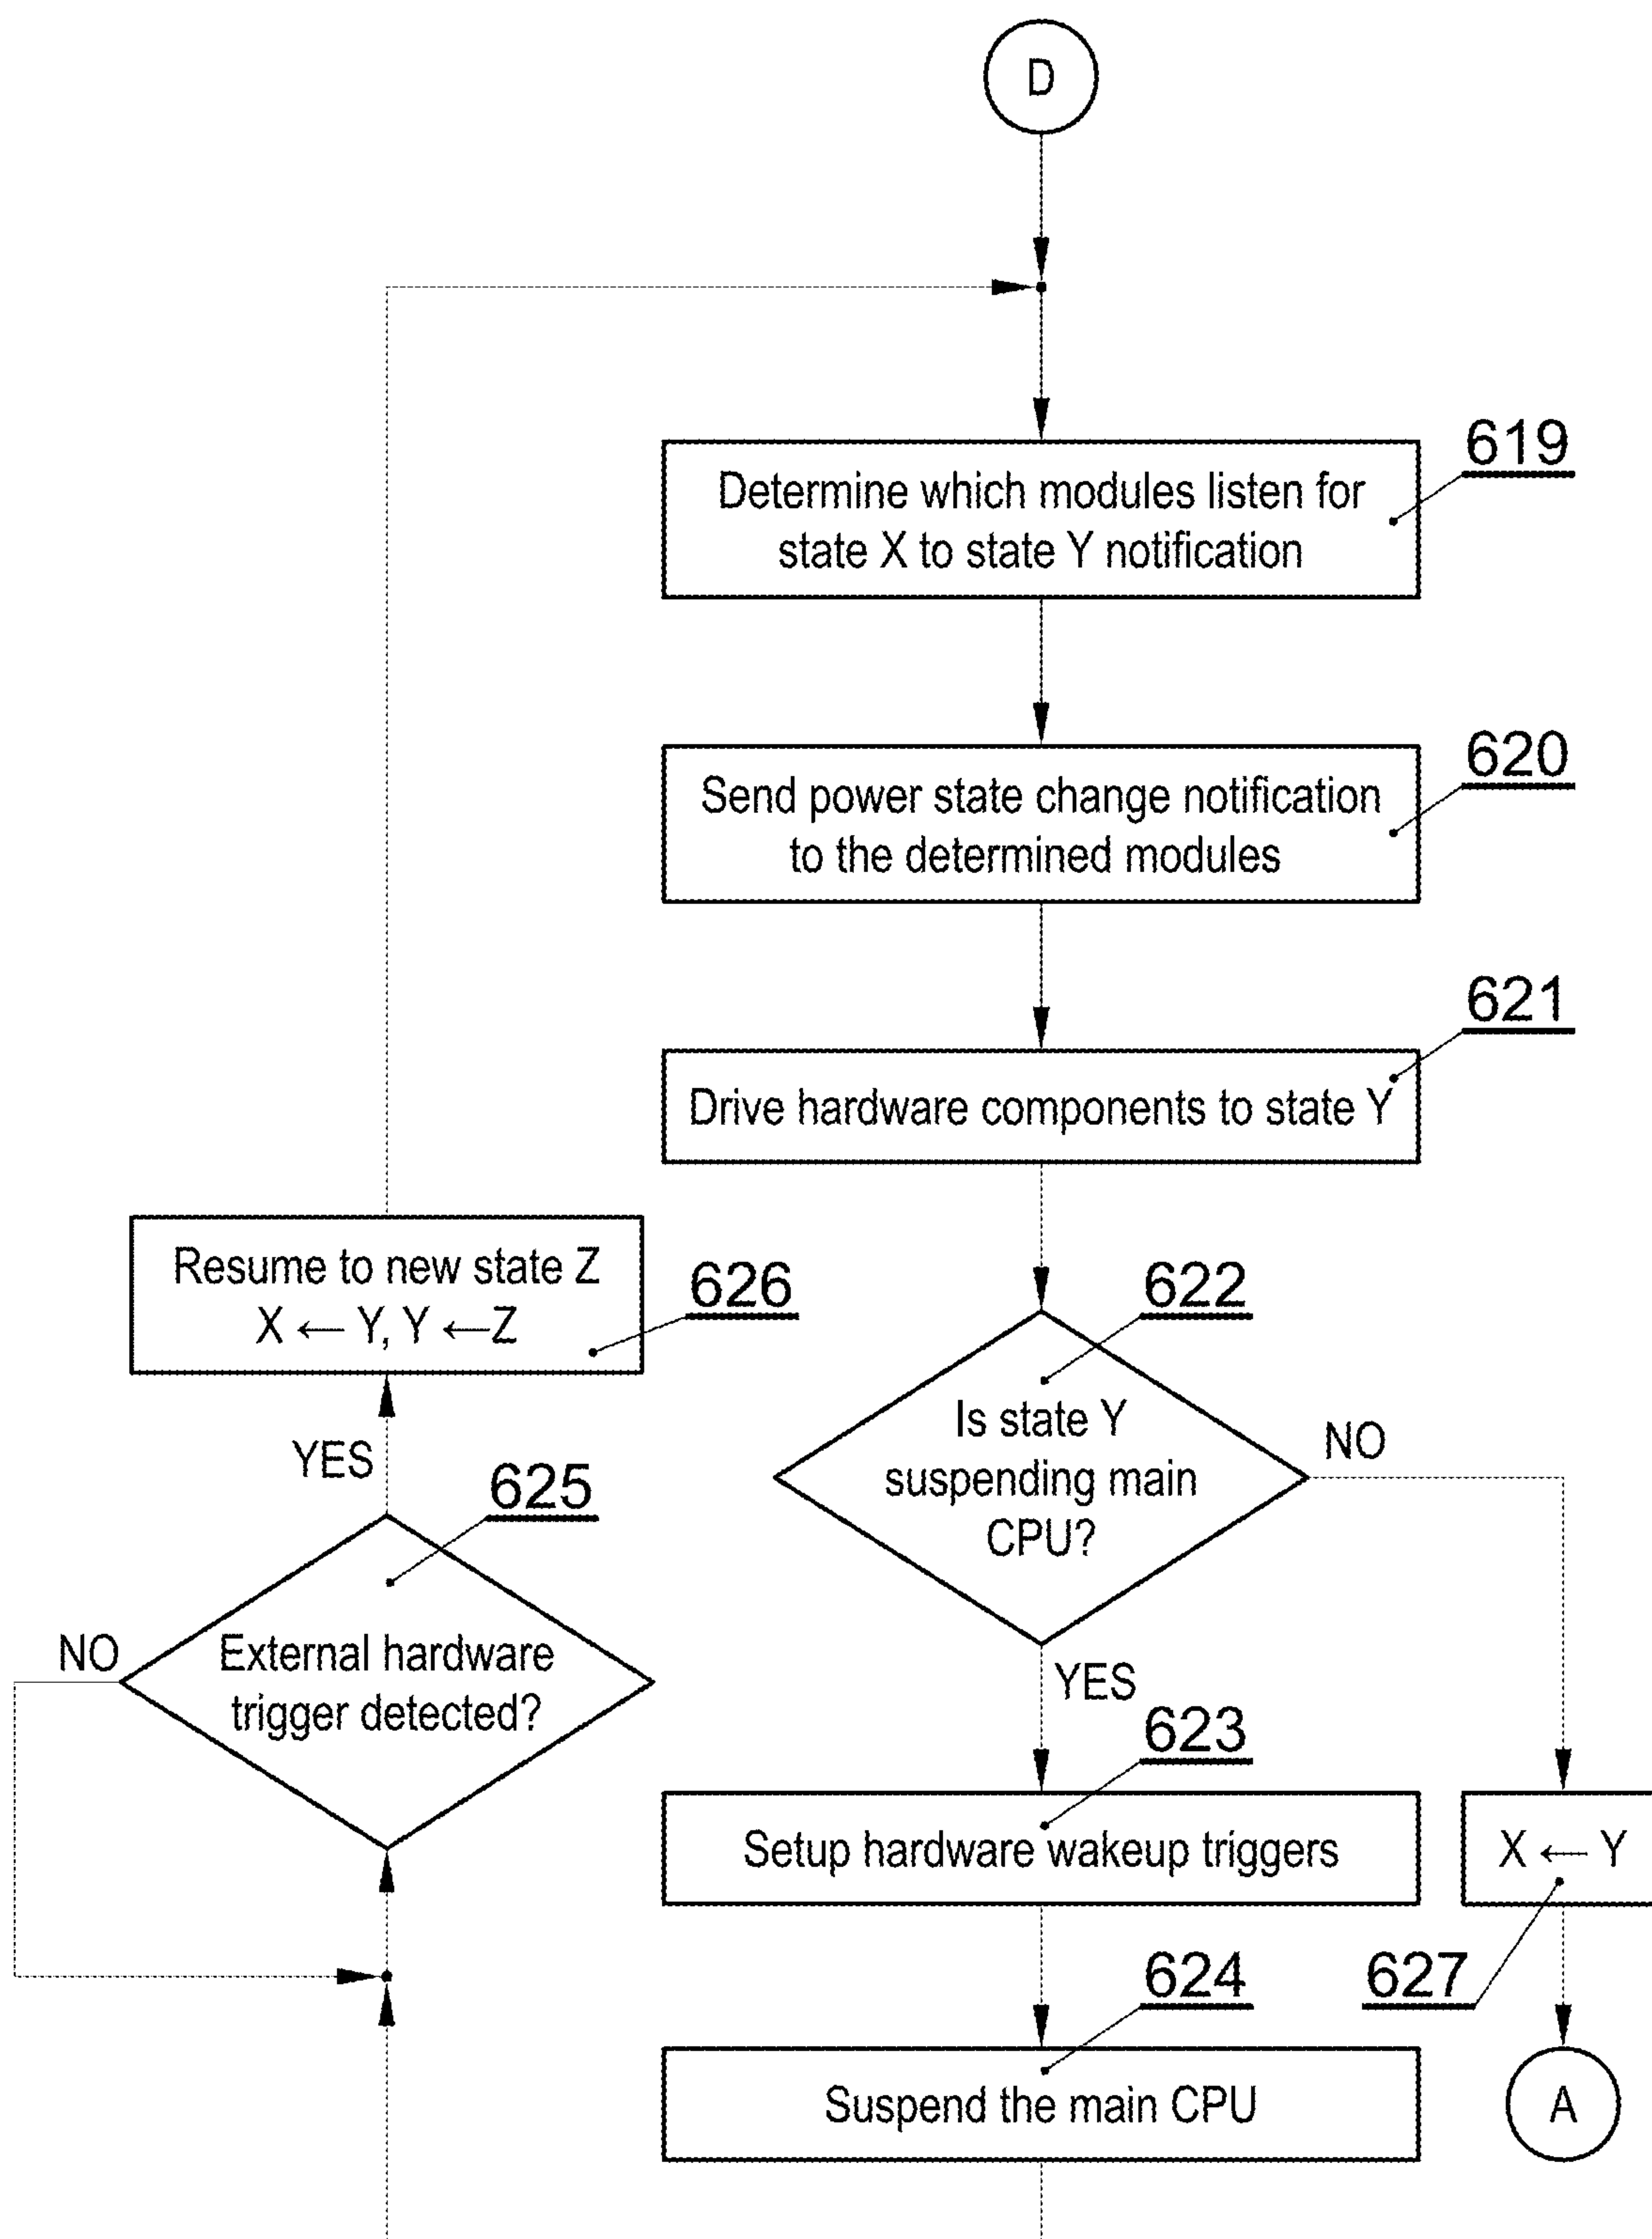 D
619
Determine which modules listen for
state X to state Y notification
620
Send power state change notification
to the determined modules
621
Drive hardware components to state Y
Resume to new state Z
X ← Y, Y ←Z
626
622
Is state Y
suspending main
CPU?
NO
YES
625
External hardware
trigger detected?
NO
YES
623
Setup hardware wakeup triggers
X ← Y
624
627
Suspend the main CPU
A